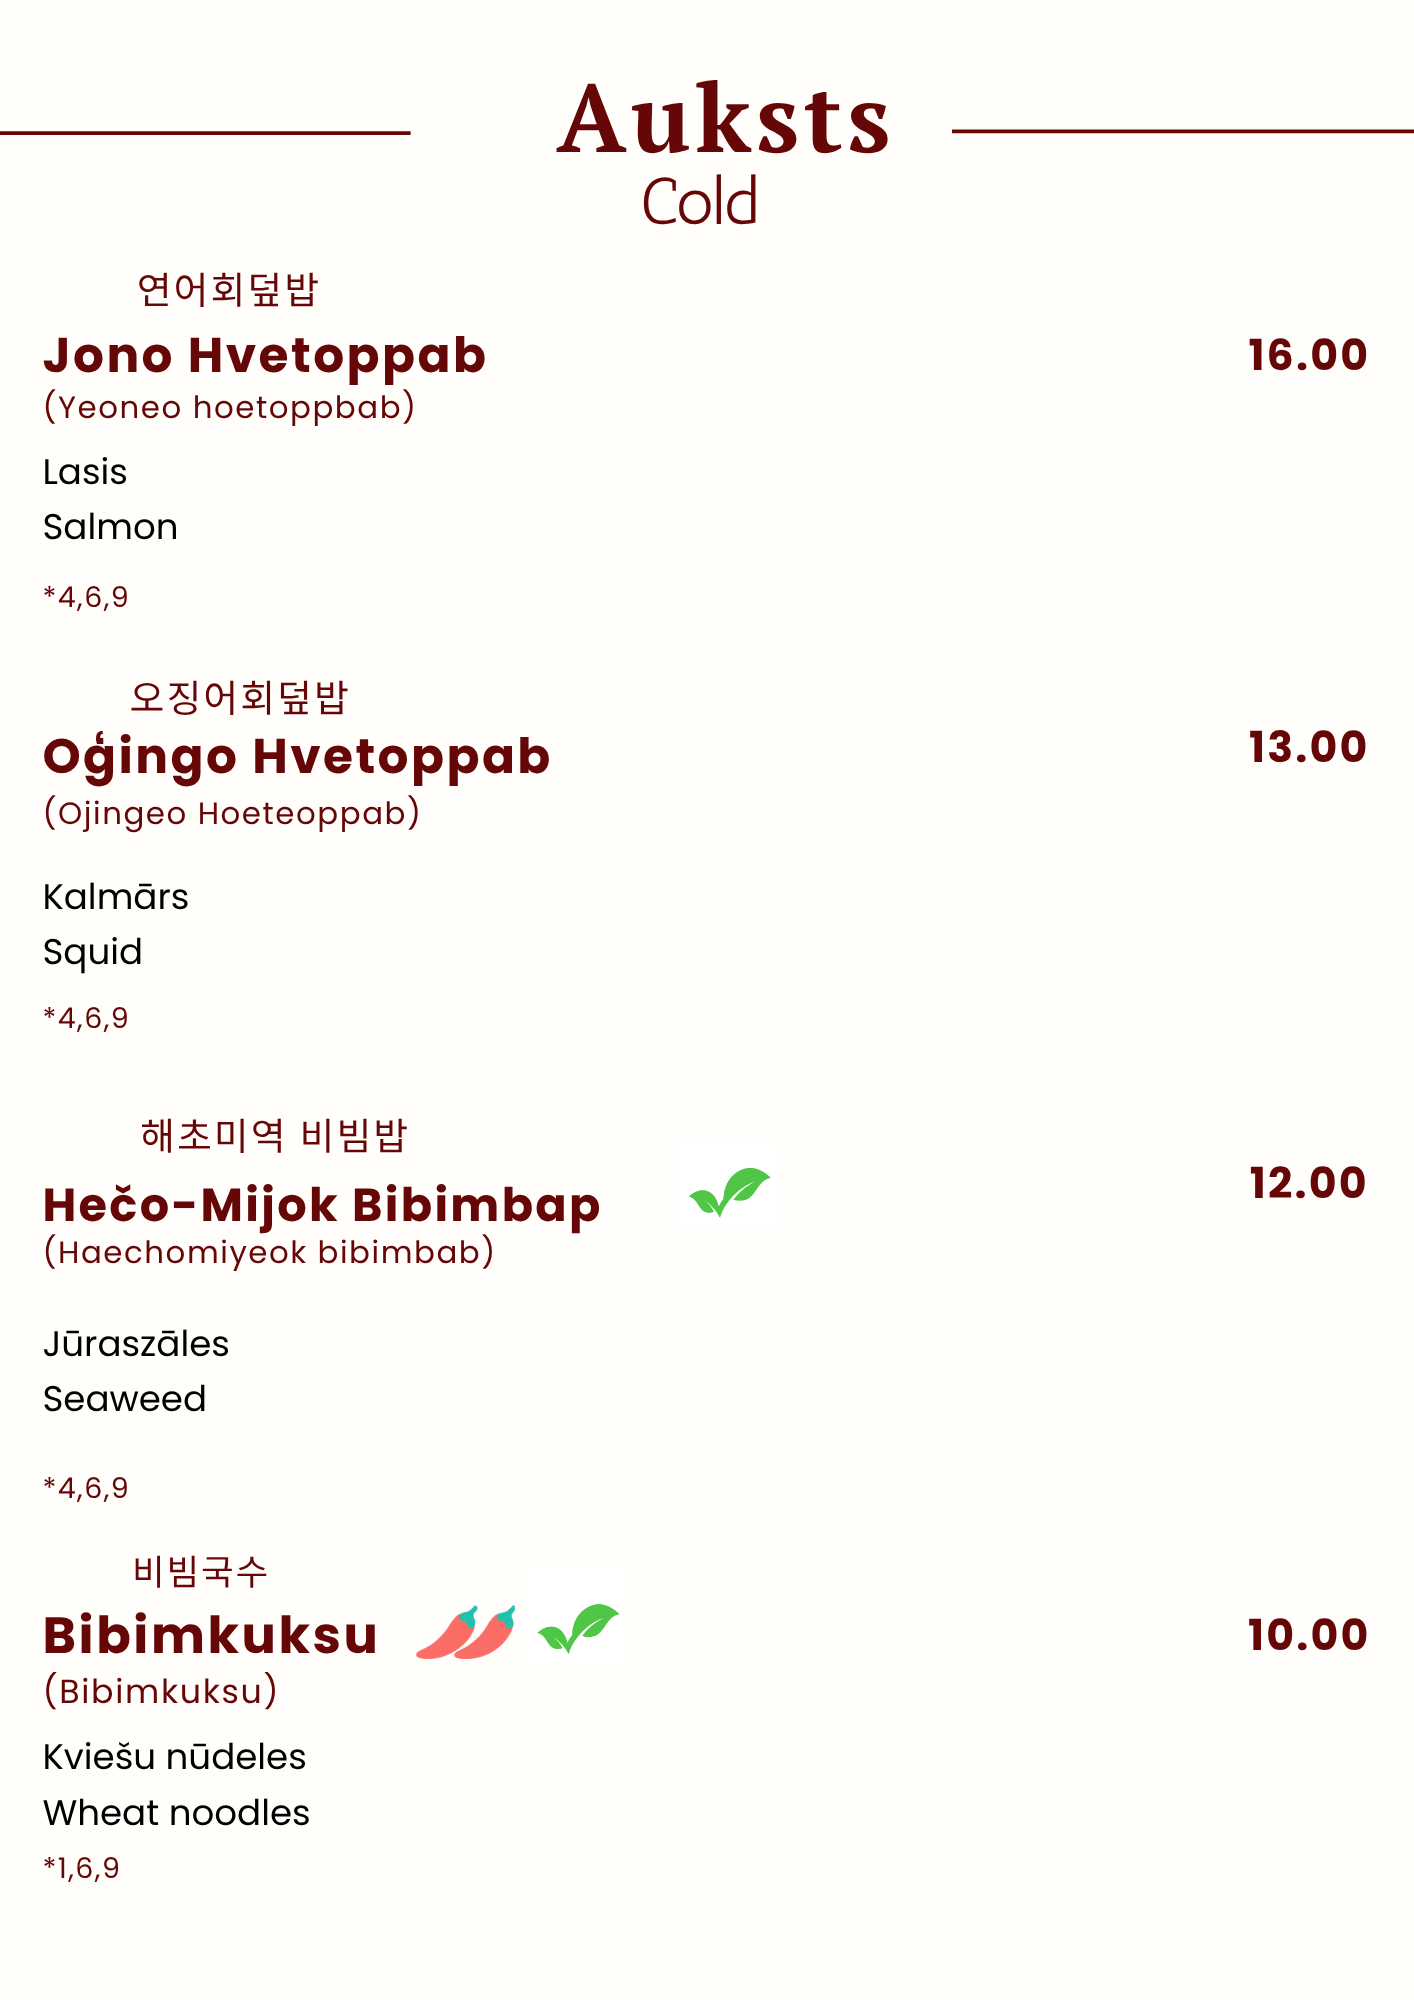 Auksts
Cold
연어회덮밥
Jono Hvetoppab
16.00
(Yeoneo hoetoppbab)
Lasis
Salmon
*4,6,9
오징어회덮밥
Oģingo Hvetoppab
13.00
(Ojingeo Hoeteoppab)
Kalmārs
Squid
*4,6,9
해초미역 비빔밥
Hečo-Mijok Bibimbap
12.00
(Haechomiyeok bibimbab)
Jūraszāles
Seaweed
*4,6,9
비빔국수
Bibimkuksu
10.00
(Bibimkuksu)
Kviešu nūdeles
Wheat noodles
*1,6,9